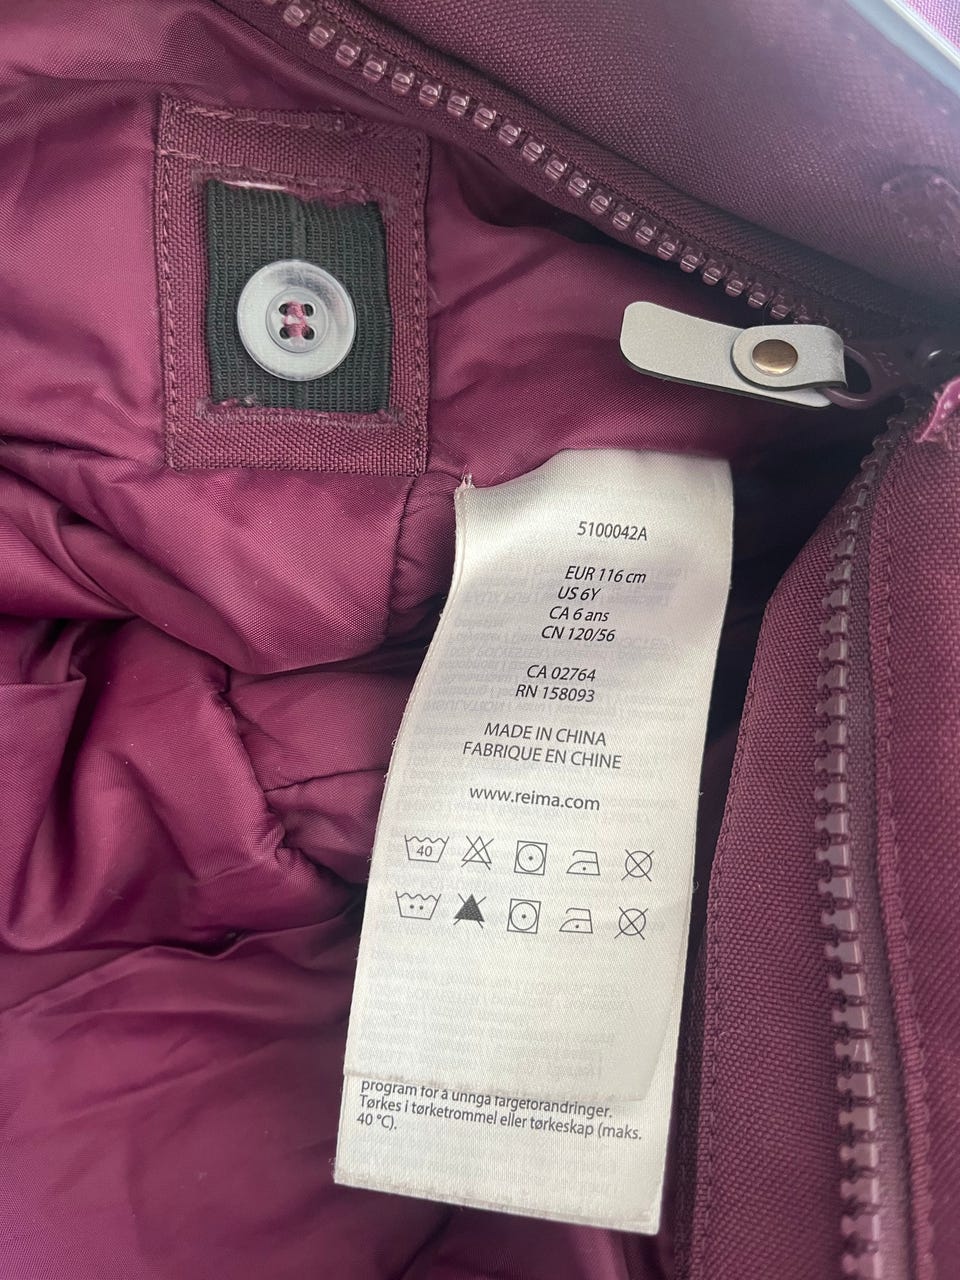 5100042A
EUR 116 cm
US 6Y
CA 6 ans
CN 120/56
CA 02764
RN 158093
MADE IN CHINA
FABRIQUE EN CHINE
www.reima.com
40
program for å unnga fargeforandringer.
Tørkes i tørketrommel eller tørkeskap (maks.
40 °C).